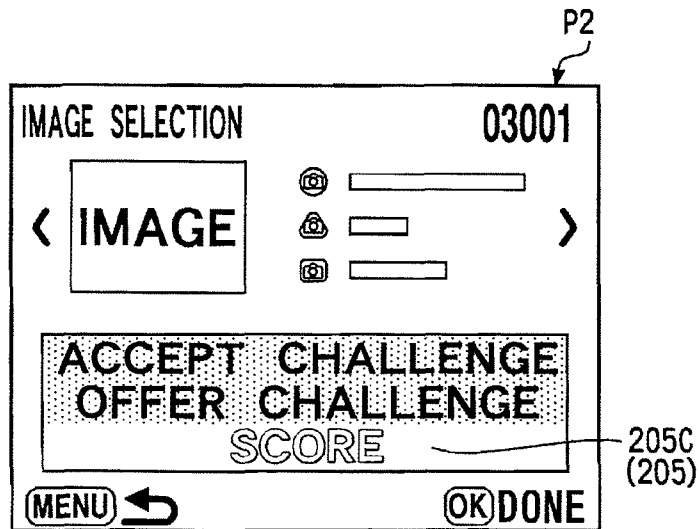 P2
IMAGE SELECTION 03001
< IMAGE >
ACCEPT CHALLENGE
OFFER CHALLENGE
SCORE
205C
(205)
MENU OK DONE